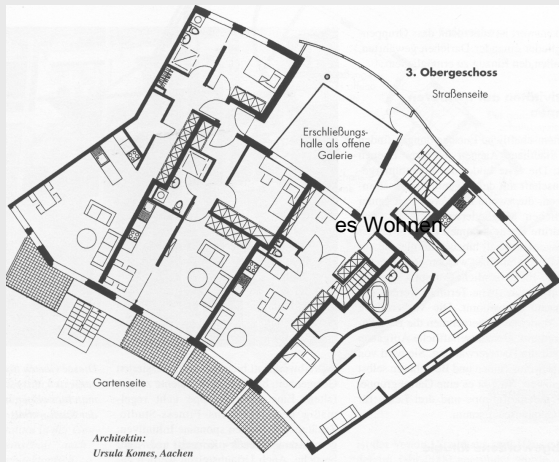 3. Obergeschoss
Straßenseite
Erschließungs-
halle als offene
Galerie
es Wohnen
Gartenseite
Architektin:
Ursula Komes, Aachen